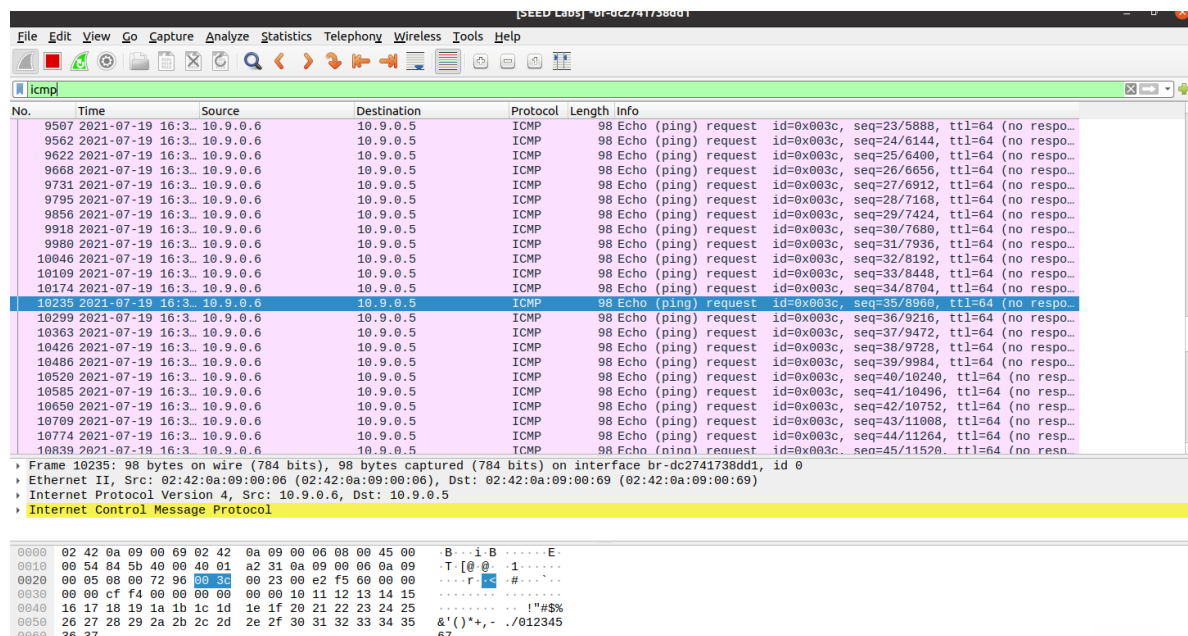 [SEED Labs] *br-dc2741738dd1
File Edit View Go Capture Analyze Statistics Telephony Wireless Tools Help
icmp
No. Time Source Destination Protocol Length Info
9507 2021-07-19 16:3… 10.9.0.6 10.9.0.5 ICMP 98 Echo (ping) request id=0x003c, seq=23/5888, ttl=64 (no respo…
9562 2021-07-19 16:3… 10.9.0.6 10.9.0.5 ICMP 98 Echo (ping) request id=0x003c, seq=24/6144, ttl=64 (no respo…
9622 2021-07-19 16:3… 10.9.0.6 10.9.0.5 ICMP 98 Echo (ping) request id=0x003c, seq=25/6400, ttl=64 (no respo…
9668 2021-07-19 16:3… 10.9.0.6 10.9.0.5 ICMP 98 Echo (ping) request id=0x003c, seq=26/6656, ttl=64 (no respo…
9731 2021-07-19 16:3… 10.9.0.6 10.9.0.5 ICMP 98 Echo (ping) request id=0x003c, seq=27/6912, ttl=64 (no respo…
9795 2021-07-19 16:3… 10.9.0.6 10.9.0.5 ICMP 98 Echo (ping) request id=0x003c, seq=28/7168, ttl=64 (no respo…
9856 2021-07-19 16:3… 10.9.0.6 10.9.0.5 ICMP 98 Echo (ping) request id=0x003c, seq=29/7424, ttl=64 (no respo…
9918 2021-07-19 16:3… 10.9.0.6 10.9.0.5 ICMP 98 Echo (ping) request id=0x003c, seq=30/7680, ttl=64 (no respo…
9980 2021-07-19 16:3… 10.9.0.6 10.9.0.5 ICMP 98 Echo (ping) request id=0x003c, seq=31/7936, ttl=64 (no respo…
10046 2021-07-19 16:3… 10.9.0.6 10.9.0.5 ICMP 98 Echo (ping) request id=0x003c, seq=32/8192, ttl=64 (no respo…
10109 2021-07-19 16:3… 10.9.0.6 10.9.0.5 ICMP 98 Echo (ping) request id=0x003c, seq=33/8448, ttl=64 (no respo…
10174 2021-07-19 16:3… 10.9.0.6 10.9.0.5 ICMP 98 Echo (ping) request id=0x003c, seq=34/8704, ttl=64 (no respo…
10235 2021-07-19 16:3… 10.9.0.6 10.9.0.5 ICMP 98 Echo (ping) request id=0x003c, seq=35/8960, ttl=64 (no respo…
10299 2021-07-19 16:3… 10.9.0.6 10.9.0.5 ICMP 98 Echo (ping) request id=0x003c, seq=36/9216, ttl=64 (no respo…
10363 2021-07-19 16:3… 10.9.0.6 10.9.0.5 ICMP 98 Echo (ping) request id=0x003c, seq=37/9472, ttl=64 (no respo…
10426 2021-07-19 16:3… 10.9.0.6 10.9.0.5 ICMP 98 Echo (ping) request id=0x003c, seq=38/9728, ttl=64 (no respo…
10486 2021-07-19 16:3… 10.9.0.6 10.9.0.5 ICMP 98 Echo (ping) request id=0x003c, seq=39/9984, ttl=64 (no respo…
10520 2021-07-19 16:3… 10.9.0.6 10.9.0.5 ICMP 98 Echo (ping) request id=0x003c, seq=40/10240, ttl=64 (no resp…
10585 2021-07-19 16:3… 10.9.0.6 10.9.0.5 ICMP 98 Echo (ping) request id=0x003c, seq=41/10496, ttl=64 (no resp…
10650 2021-07-19 16:3… 10.9.0.6 10.9.0.5 ICMP 98 Echo (ping) request id=0x003c, seq=42/10752, ttl=64 (no resp…
10709 2021-07-19 16:3… 10.9.0.6 10.9.0.5 ICMP 98 Echo (ping) request id=0x003c, seq=43/11008, ttl=64 (no resp…
10774 2021-07-19 16:3… 10.9.0.6 10.9.0.5 ICMP 98 Echo (ping) request id=0x003c, seq=44/11264, ttl=64 (no resp…
10839 2021-07-19 16:3… 10.9.0.6 10.9.0.5 ICMP 98 Echo (ping) request id=0x003c, seq=45/11520, ttl=64 (no resp…
Frame 10235: 98 bytes on wire (784 bits), 98 bytes captured (784 bits) on interface br-dc2741738dd1, id 0
Ethernet II, Src: 02:42:0a:09:00:06 (02:42:0a:09:00:06), Dst: 02:42:0a:09:00:69 (02:42:0a:09:00:69)
Internet Protocol Version 4, Src: 10.9.0.6, Dst: 10.9.0.5
Internet Control Message Protocol
0000 02 42 0a 09 00 69 02 42 0a 09 00 06 08 00 45 00 ·B···i·B ······E·
0010 00 54 84 5b 40 00 40 01 a2 31 0a 09 00 06 0a 09 ·T·[@·@· ·1······
0020 00 05 08 00 72 96 00 3c 00 23 00 e2 f5 60 00 00 ····r··< ·#···`··
0030 00 00 cf f4 00 00 00 00 00 00 10 11 12 13 14 15 ········ ········
0040 16 17 18 19 1a 1b 1c 1d 1e 1f 20 21 22 23 24 25 ········ ·· !"#$%
0050 26 27 28 29 2a 2b 2c 2d 2e 2f 30 31 32 33 34 35 &'()*+,- ./012345
0060 36 37 67